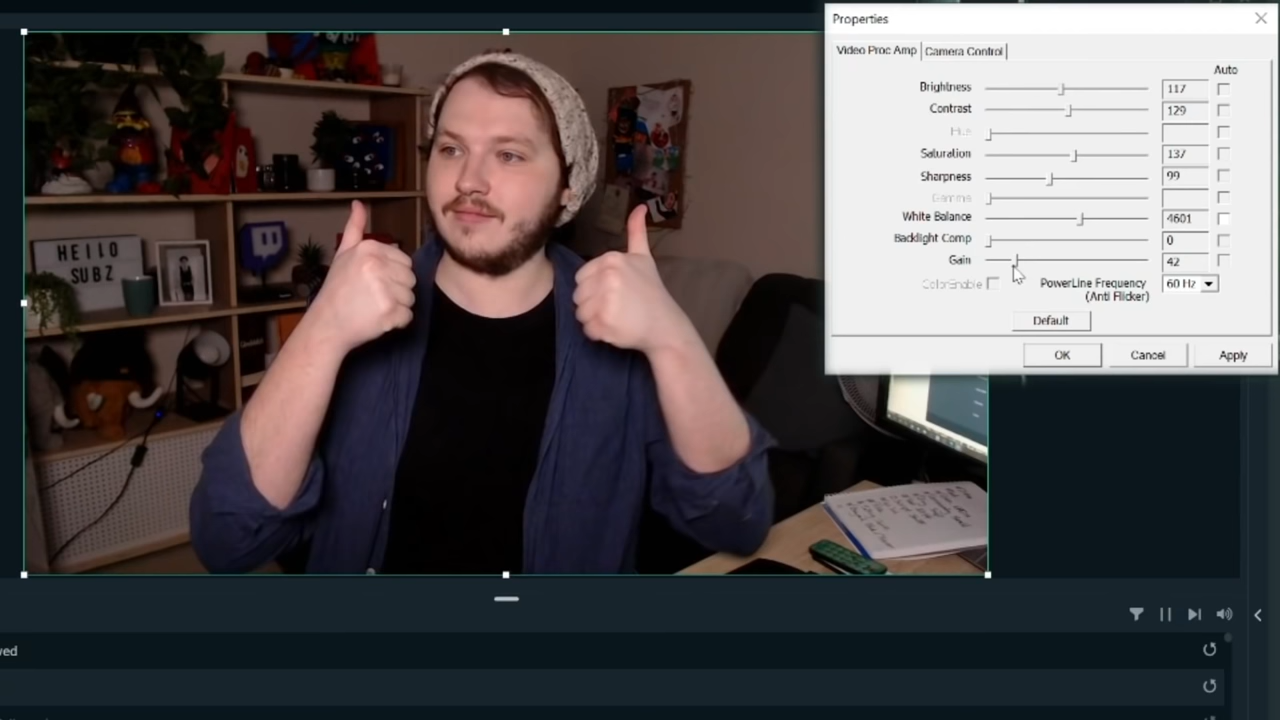 Properties
Video Proc Amp
Camera Control
Auto
Brightness 117
Contrast 129
Hue
Saturation 137
Sharpness 99
Gamma
White Balance 4601
Backlight Comp 0
Gain 42
ColorEnable
PowerLine Frequency 60 Hz
(Anti Flicker)
Default
OK Cancel Apply
HEllO
SUBZ
ved